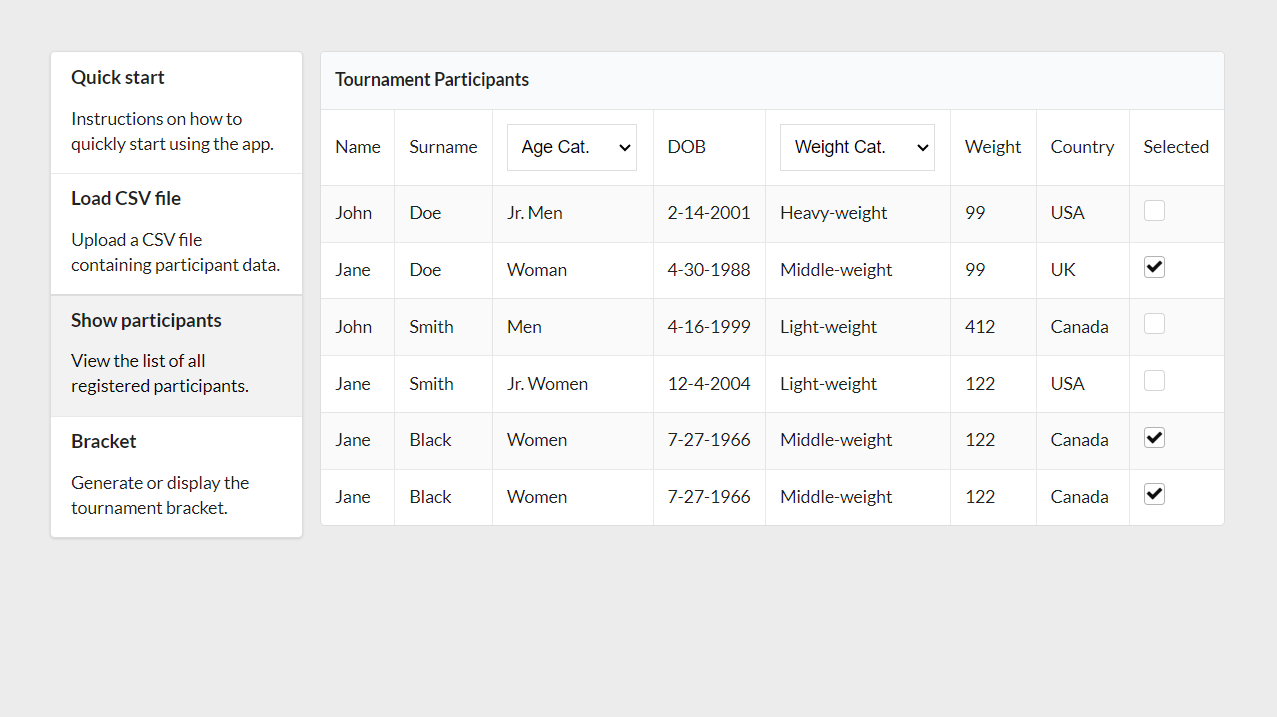 Quick start
Instructions on how to
quickly start using the app.
Load CSV file
Upload a CSV file
containing participant data.
Show participants
View the list of all
registered participants.
Bracket
Generate or display the
tournament bracket.
Tournament Participants
Name Surname Age Cat. DOB Weight Cat. Weight Country Selected
John Doe Jr. Men 2-14-2001 Heavy-weight 99 USA
Jane Doe Woman 4-30-1988 Middle-weight 99 UK
John Smith Men 4-16-1999 Light-weight 412 Canada
Jane Smith Jr. Women 12-4-2004 Light-weight 122 USA
Jane Black Women 7-27-1966 Middle-weight 122 Canada
Jane Black Women 7-27-1966 Middle-weight 122 Canada